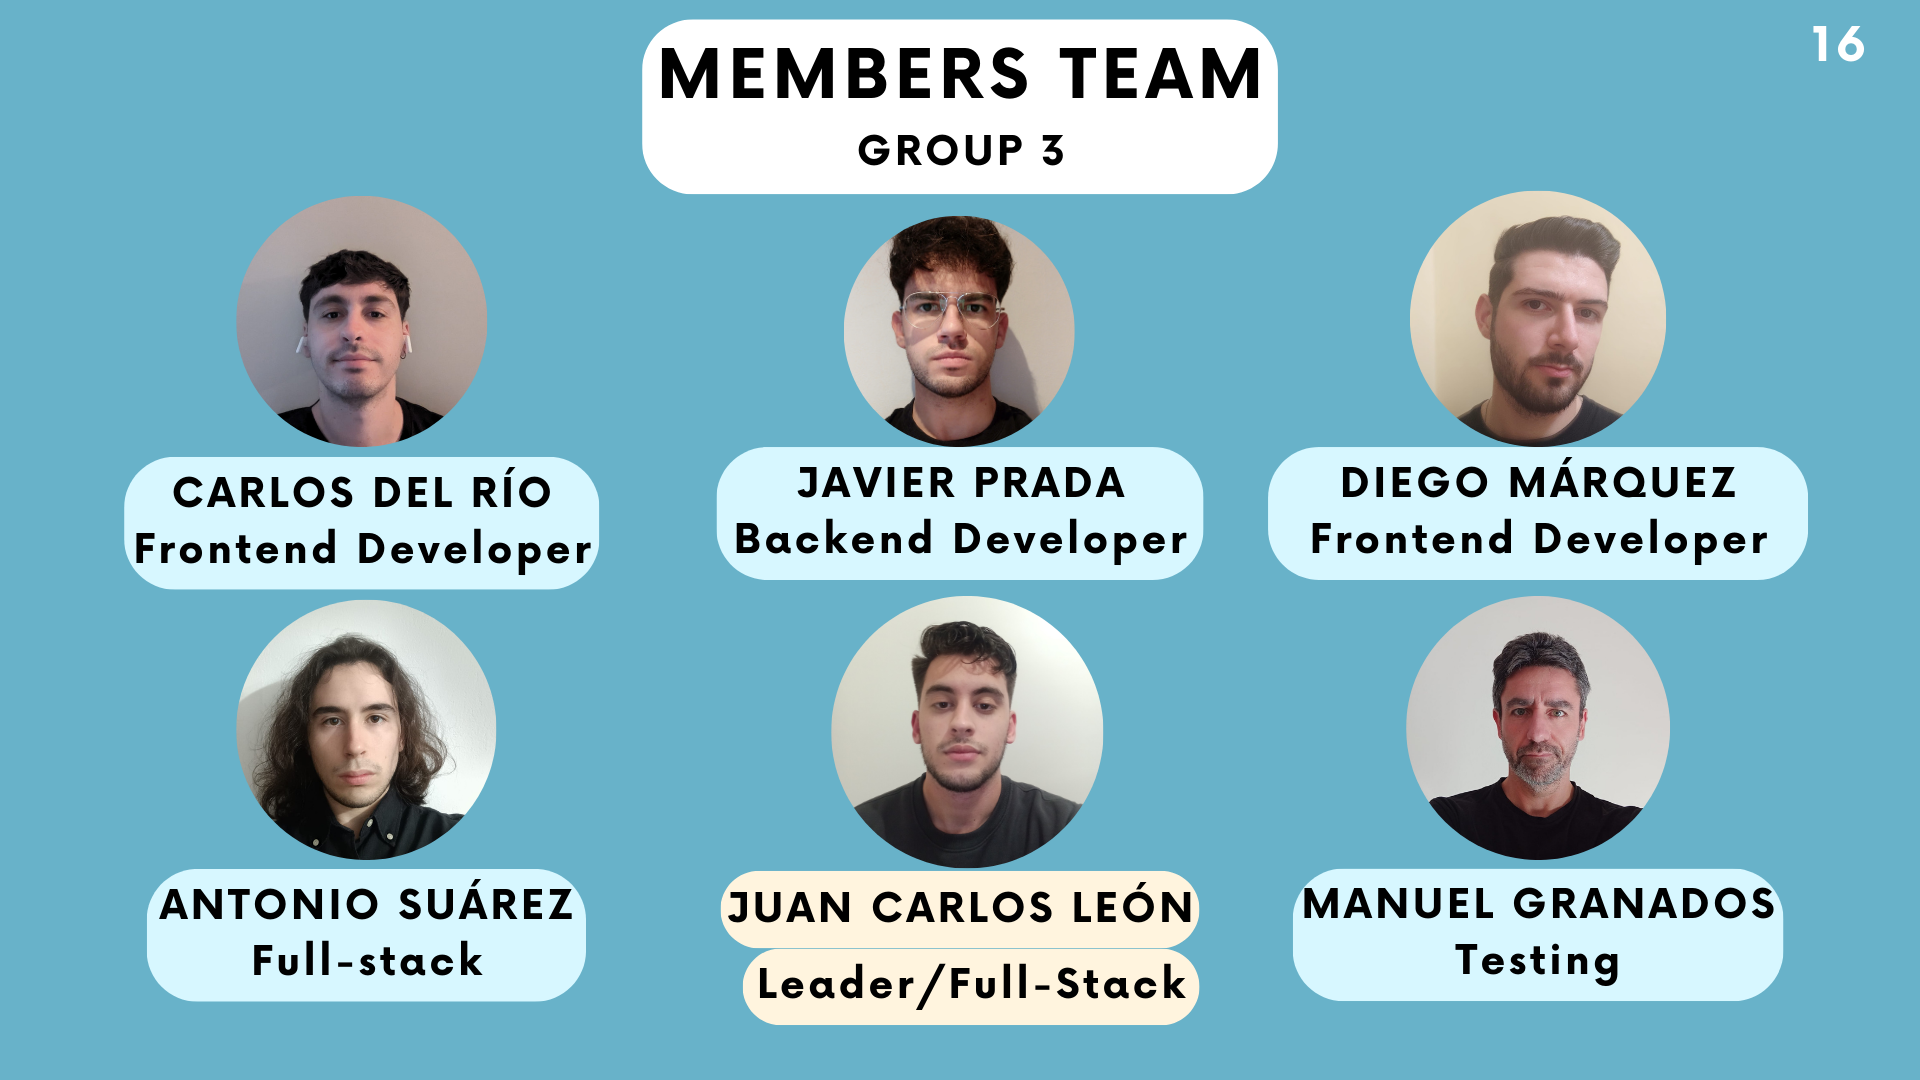 MEMBERS TEAM
GROUP 3
16
CARLOS DEL RÍO
Frontend Developer
JAVIER PRADA
Backend Developer
DIEGO MÁRQUEZ
Frontend Developer
ANTONIO SUÁREZ
Full-stack
JUAN CARLOS LEÓN
Leader/Full-Stack
MANUEL GRANADOS
Testing